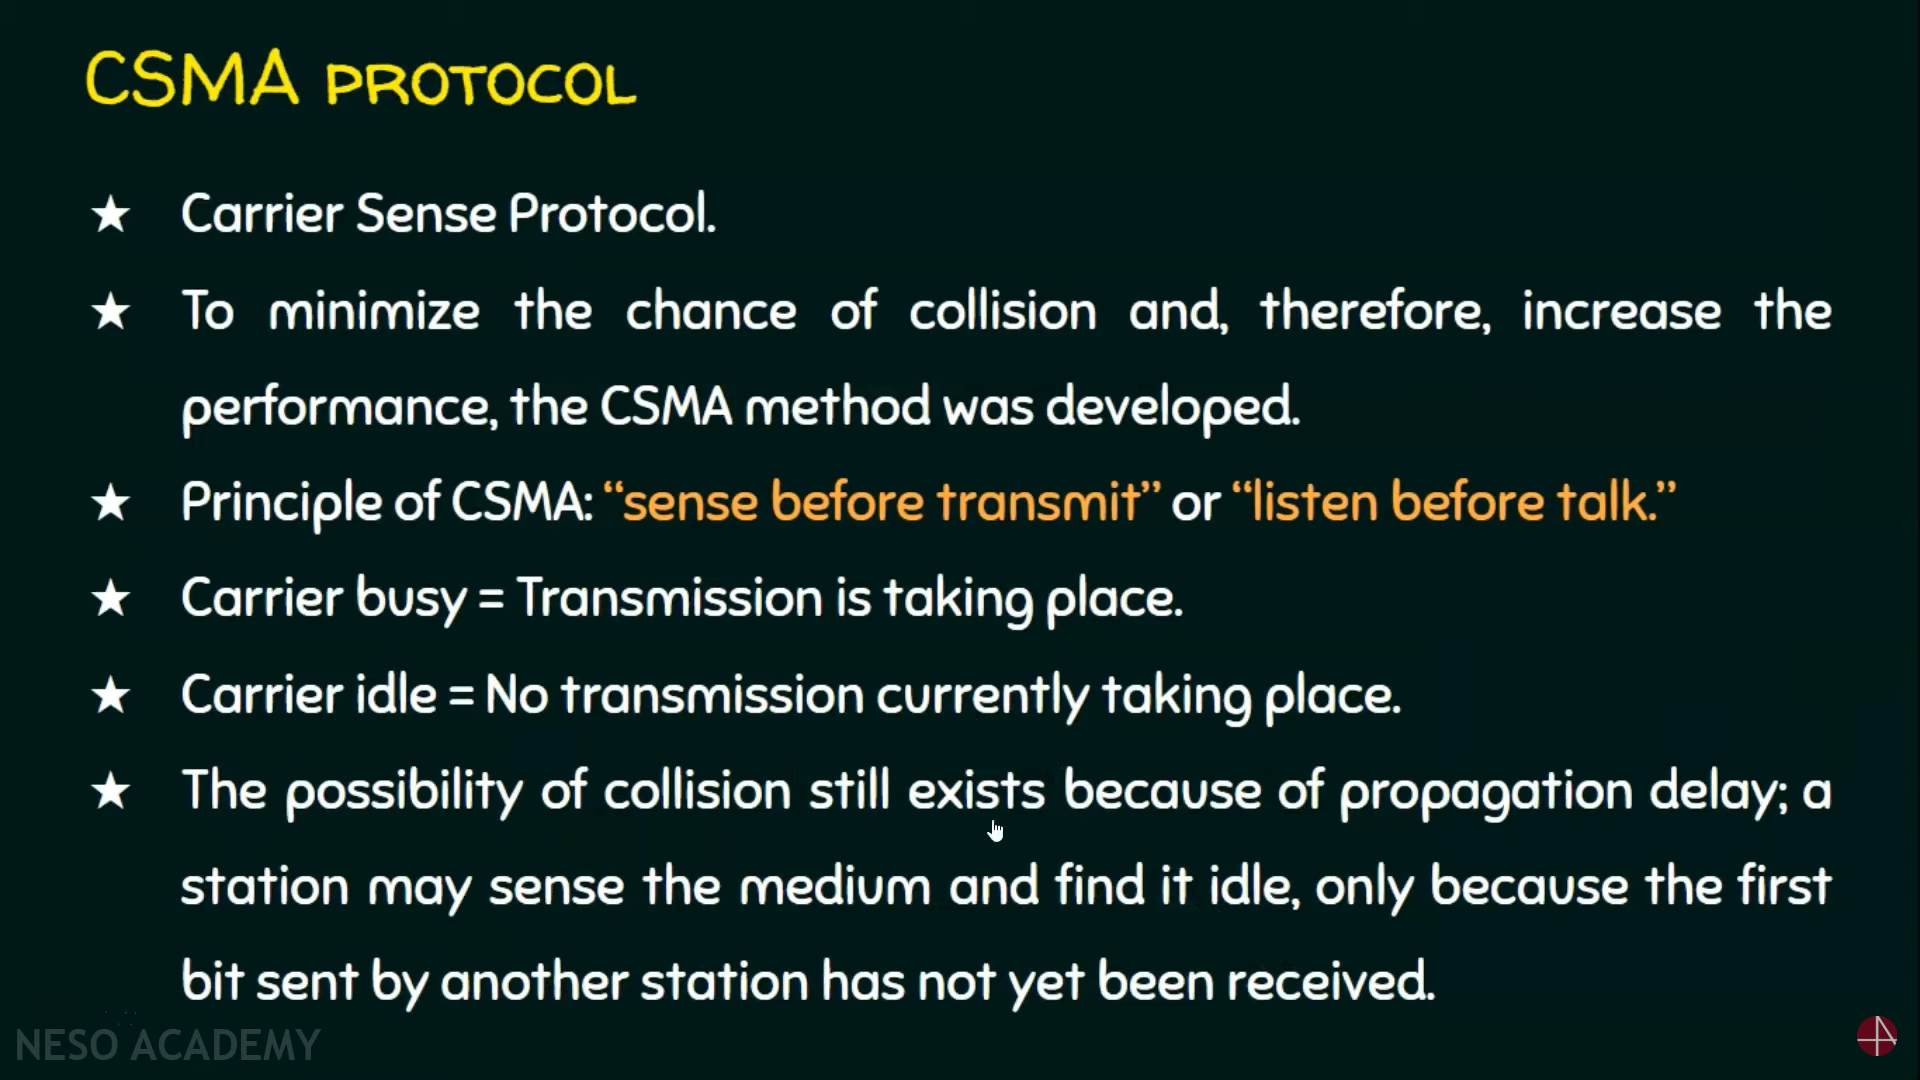 CSMA PROTOCOL
★ Carrier Sense Protocol.
★ To minimize the chance of collision and, therefore, increase the
performance, the CSMA method was developed.
★ Principle of CSMA: “sense before transmit” or “listen before talk.”
★ Carrier busy = Transmission is taking place.
★ Carrier idle = No transmission currently taking place.
★ The possibility of collision still exists because of propagation delay; a
station may sense the medium and find it idle, only because the first
bit sent by another station has not yet been received.
NESO ACADEMY